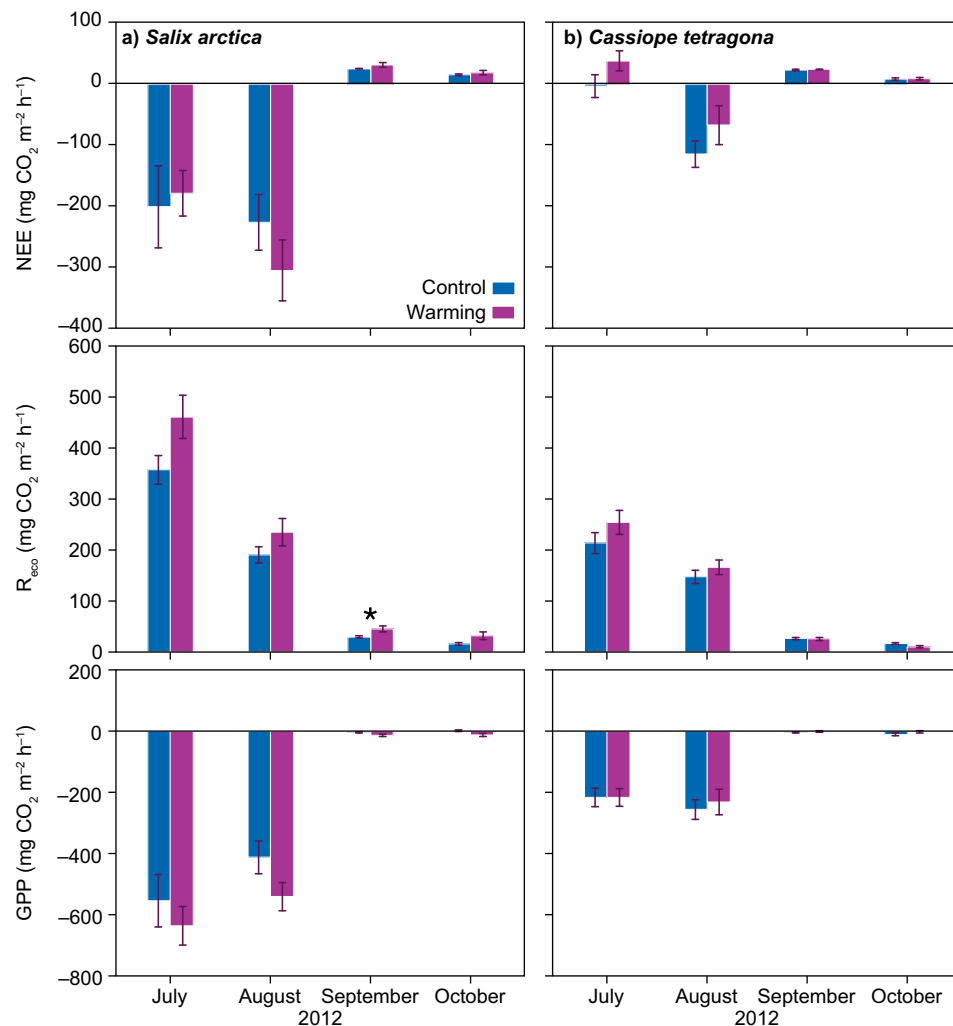 a) Salix arctica
b) Cassiope tetragona
NEE (mg CO₂ m⁻² h⁻¹)
100
0
–100
–200
–300
–400
Control
Warming
R_eco (mg CO₂ m⁻² h⁻¹)
600
500
400
300
200
100
0
*
GPP (mg CO₂ m⁻² h⁻¹)
200
0
–200
–400
–600
–800
July August September October
2012
July August September October
2012